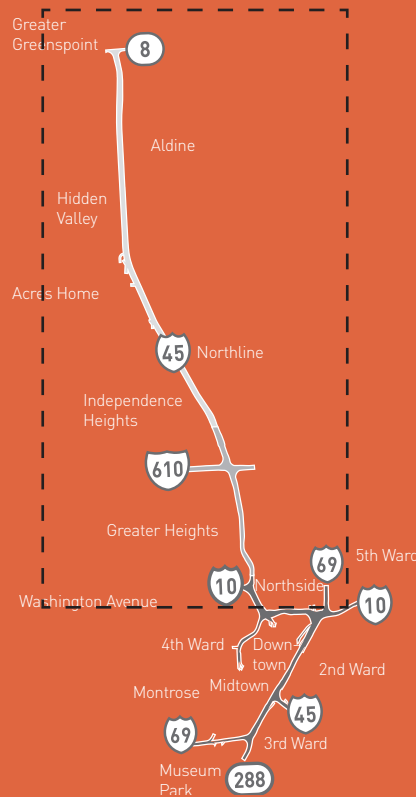 Greater
Greenspoint
8
Aldine
Hidden
Valley
Acres Home
45
Northline
Independence
Heights
610
Greater Heights
69
5th Ward
10
Northside
Washington Avenue
10
4th Ward
Down-
town
2nd Ward
Midtown
Montrose
45
69
3rd Ward
Museum
Park
288